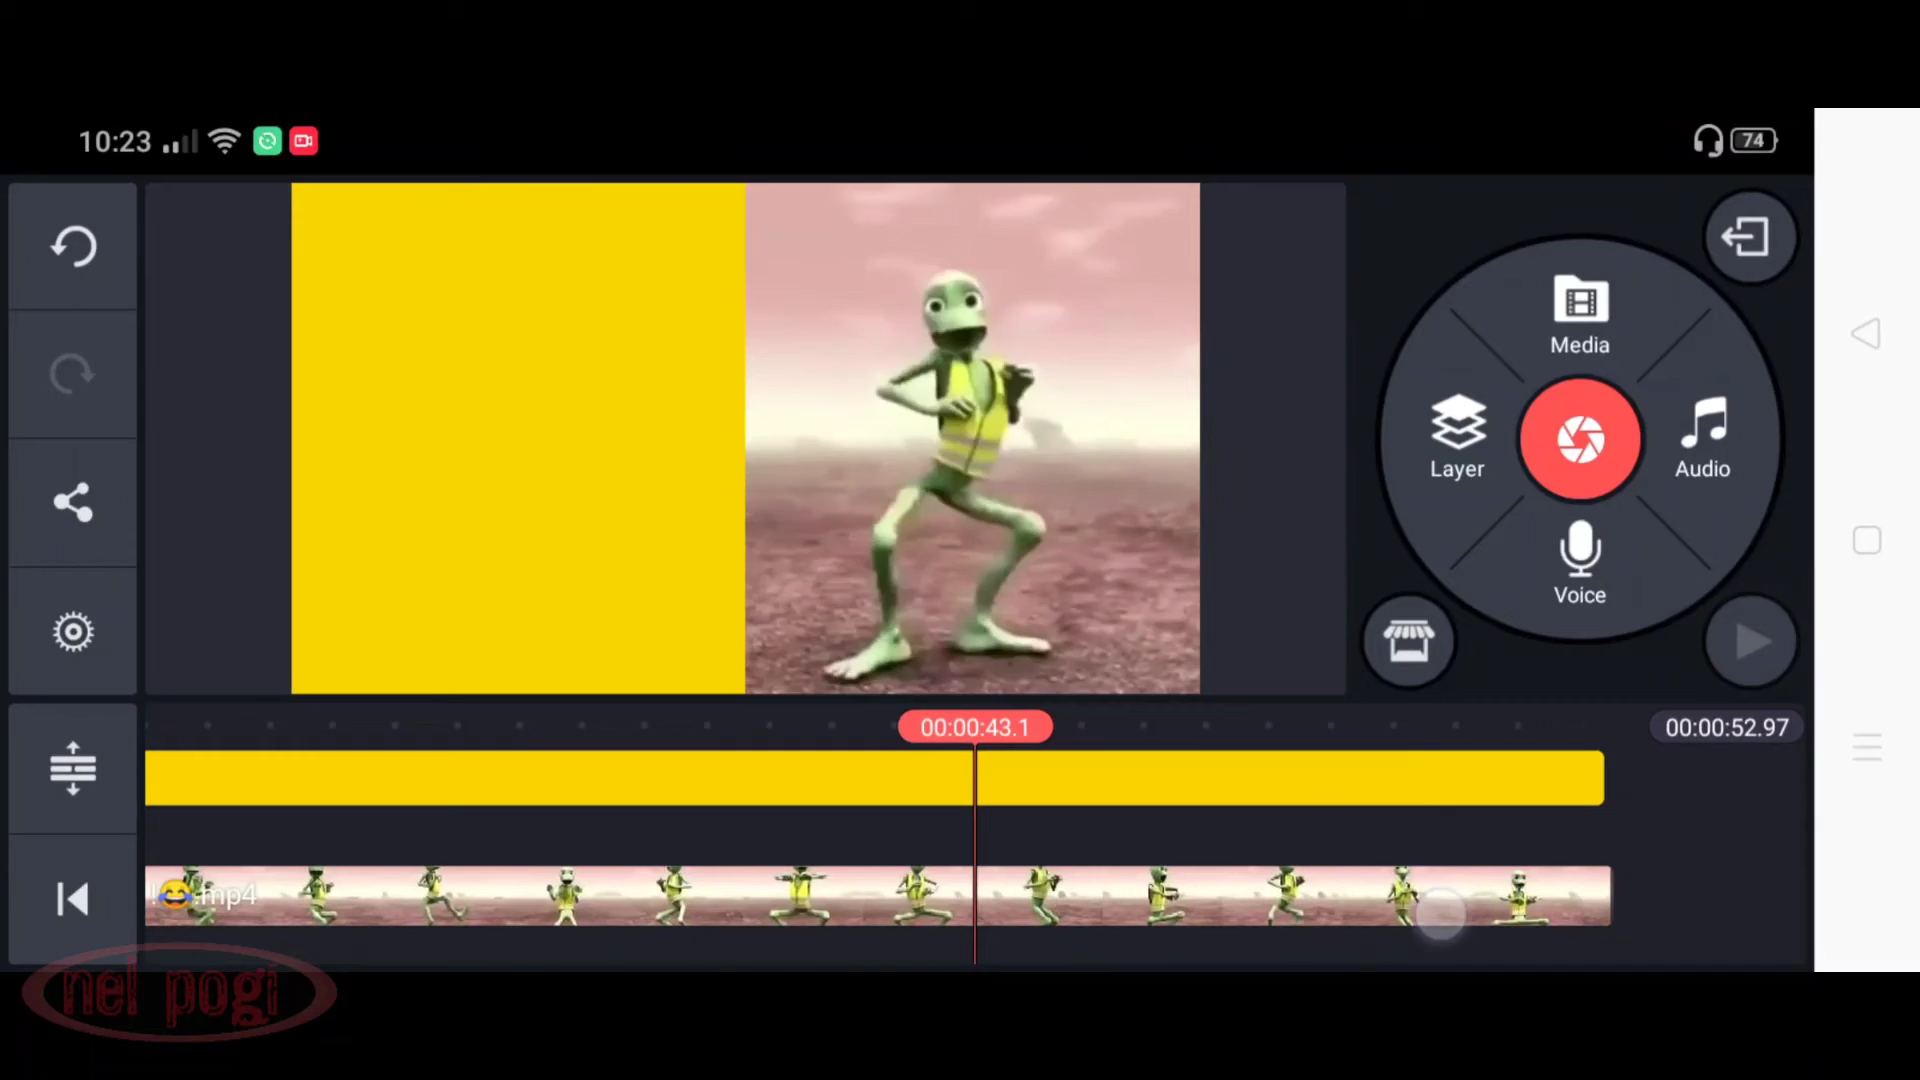 10:23
74
Media
Layer
Audio
Voice
00:00:43.1
00:00:52.97
!😂.mp4
nel pogi